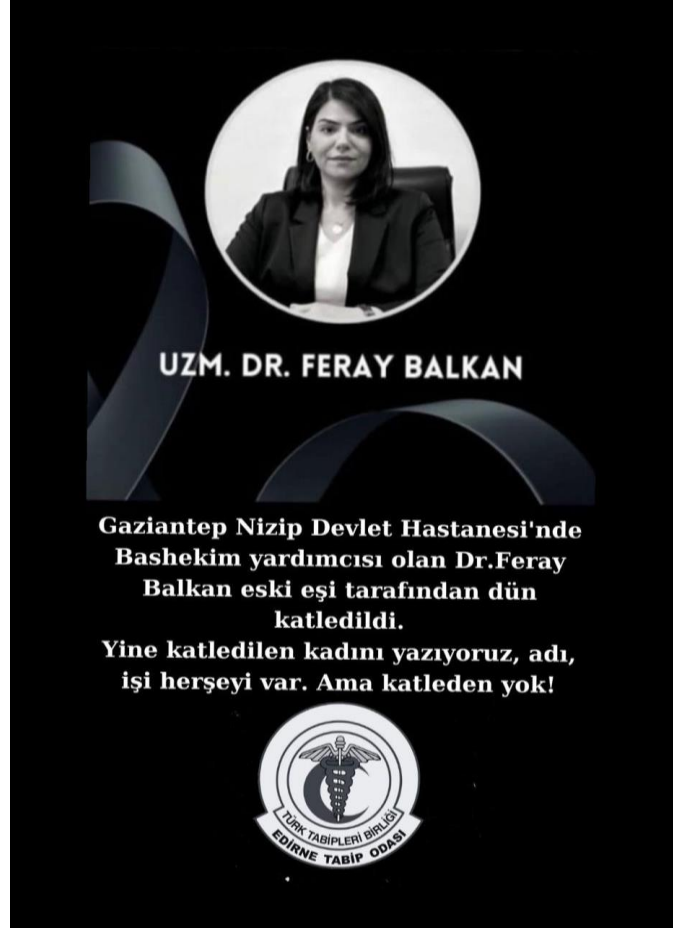 UZM. DR. FERAY BALKAN
Gaziantep Nizip Devlet Hastanesi'nde
Bashekim yardımcısı olan Dr.Feray
Balkan eski eşi tarafından dün
katledildi.
Yine katledilen kadını yazıyoruz, adı,
işi herşeyi var. Ama katleden yok!
TÜRK TABİPLERİ BİRLİĞİ
EDİRNE TABİP ODASI